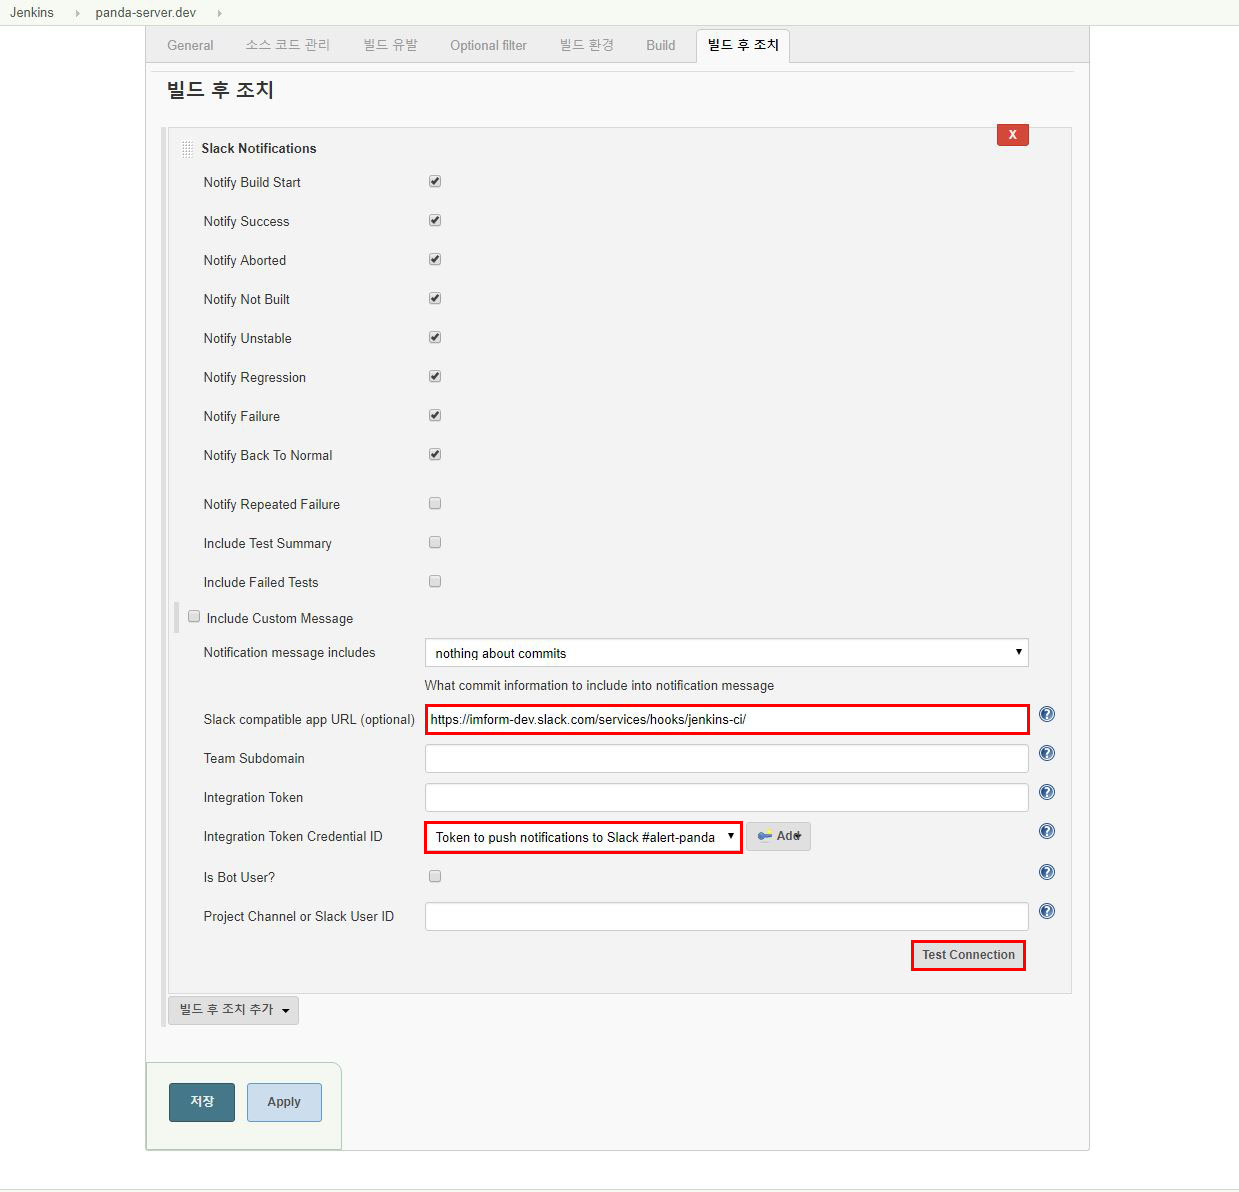 Jenkins panda-server.dev
General 소스 코드 관리 빌드 유발 Optional filter 빌드 환경 Build 빌드 후 조치
빌드 후 조치
X
Slack Notifications
Notify Build Start
Notify Success
Notify Aborted
Notify Not Built
Notify Unstable
Notify Regression
Notify Failure
Notify Back To Normal
Notify Repeated Failure
Include Test Summary
Include Failed Tests
Include Custom Message
Notification message includes nothing about commits
What commit information to include into notification message
Slack compatible app URL (optional) https://imform-dev.slack.com/services/hooks/jenkins-ci/
Team Subdomain
Integration Token
Integration Token Credential ID Token to push notifications to Slack #alert-panda Add
Is Bot User?
Project Channel or Slack User ID
Test Connection
빌드 후 조치 추가
저장 Apply